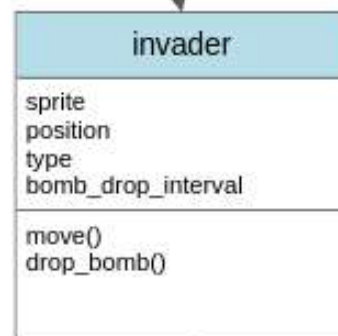 invader
sprite
position
type
bomb_drop_interval
move()
drop_bomb()